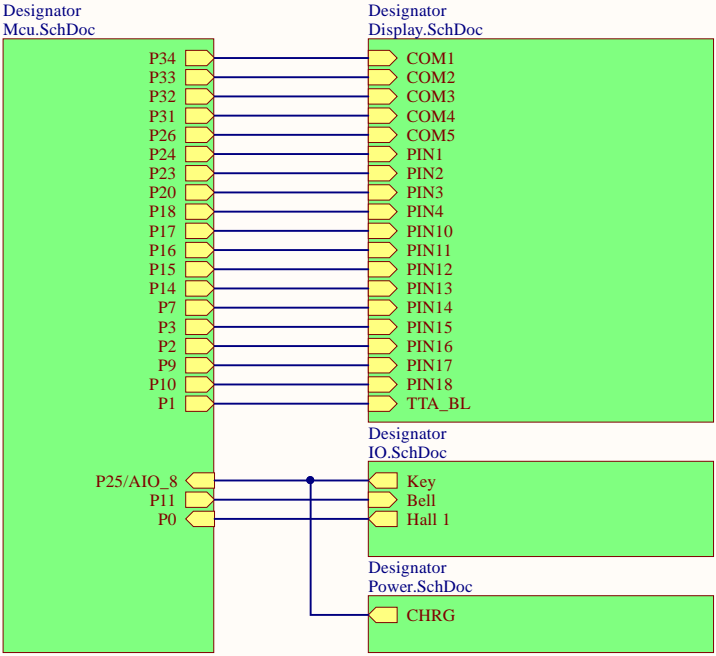 Designator
Mcu.SchDoc
P34
P33
P32
P31
P26
P24
P23
P20
P18
P17
P16
P15
P14
P7
P3
P2
P9
P10
P1
P25/AIO_8
P11
P0
Designator
Display.SchDoc
COM1
COM2
COM3
COM4
COM5
PIN1
PIN2
PIN3
PIN4
PIN10
PIN11
PIN12
PIN13
PIN14
PIN15
PIN16
PIN17
PIN18
TTA_BL
Designator
IO.SchDoc
Key
Bell
Hall 1
Designator
Power.SchDoc
CHRG